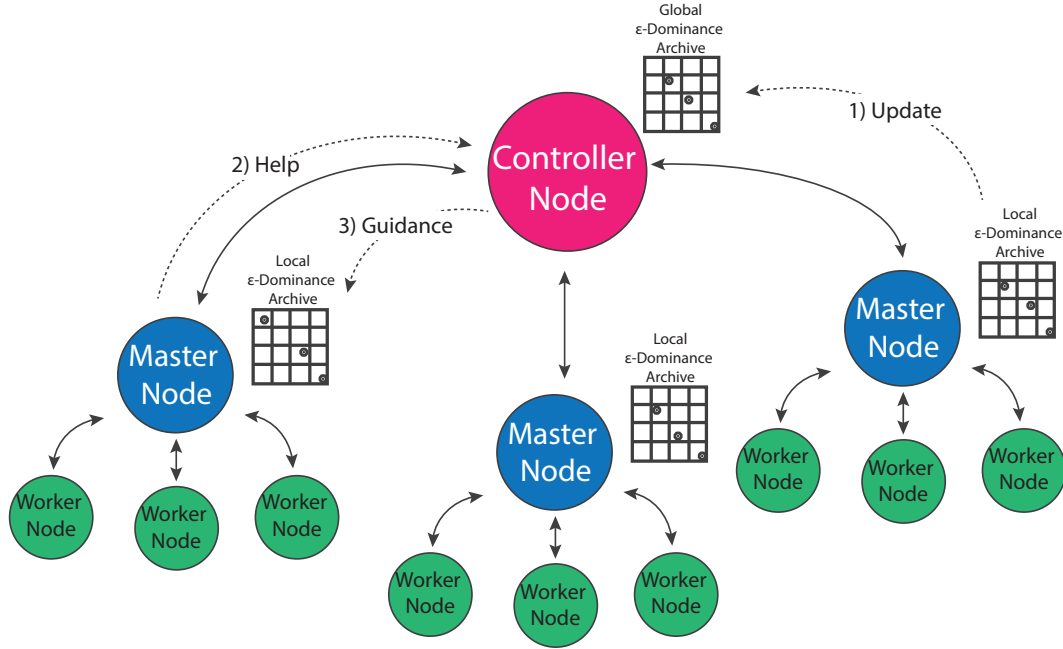 Global
ε-Dominance
Archive
1) Update
Controller
Node
2) Help
3) Guidance
Local
ε-Dominance
Archive
Local
ε-Dominance
Archive
Master
Node
Master
Node
Local
ε-Dominance
Archive
Master
Node
Worker
Node
Worker
Node
Worker
Node
Worker
Node
Worker
Node
Worker
Node
Worker
Node
Worker
Node
Worker
Node